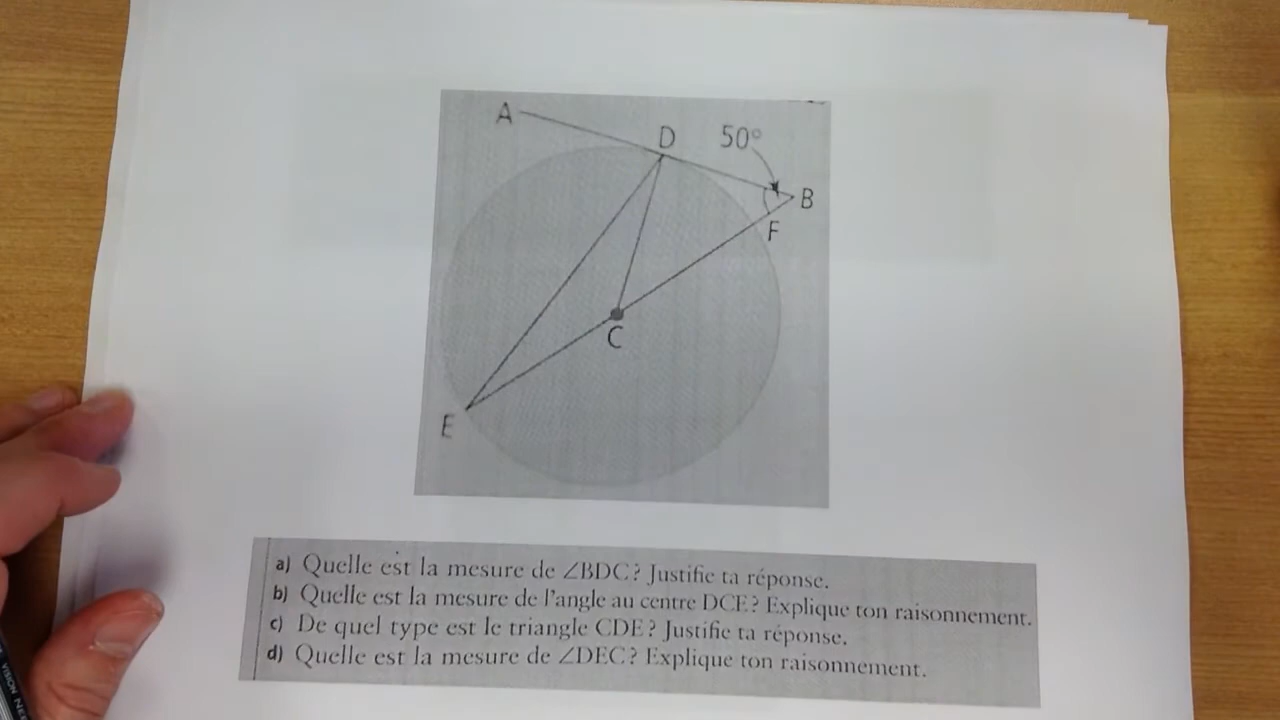 A
D
50°
B
F
C
E
a) Quelle est la mesure de ∠BDC? Justifie ta réponse.
b) Quelle est la mesure de l'angle au centre DCE? Explique ton raisonnement.
c) De quel type est le triangle CDE? Justifie ta réponse.
d) Quelle est la mesure de ∠DEC? Explique ton raisonnement.
VISION